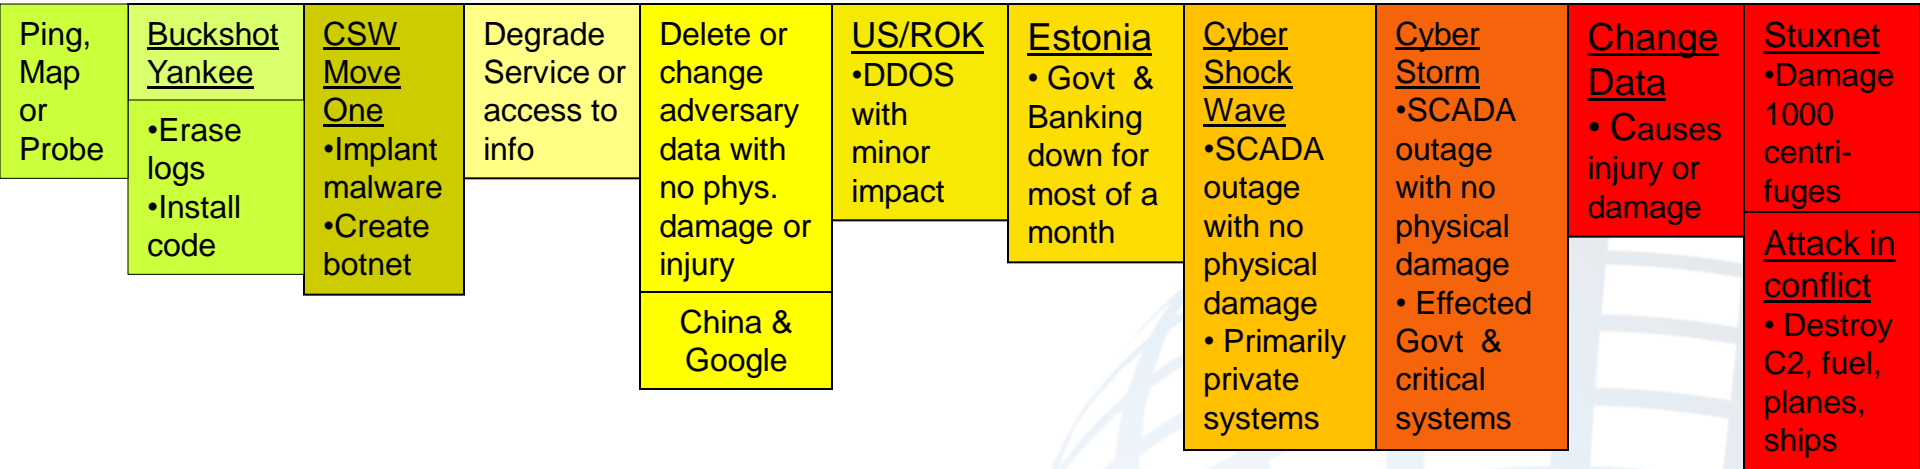 Ping,
Map
or
Probe
Buckshot
Yankee
•Erase
logs
•Install
code
CSW
Move
One
•Implant
malware
•Create
botnet
Degrade
Service or
access to
info
Delete or
change
adversary
data with
no phys.
damage or
injury
China &
Google
US/ROK
•DDOS
with
minor
impact
Estonia
• Govt &
Banking
down for
most of a
month
Cyber
Shock
Wave
•SCADA
outage
with no
physical
damage
• Primarily
private
systems
Cyber
Storm
•SCADA
outage
with no
physical
damage
• Effected
Govt &
critical
systems
Change
Data
• Causes
injury or
damage
Stuxnet
•Damage
1000
centri-
fuges
Attack in
conflict
• Destroy
C2, fuel,
planes,
ships